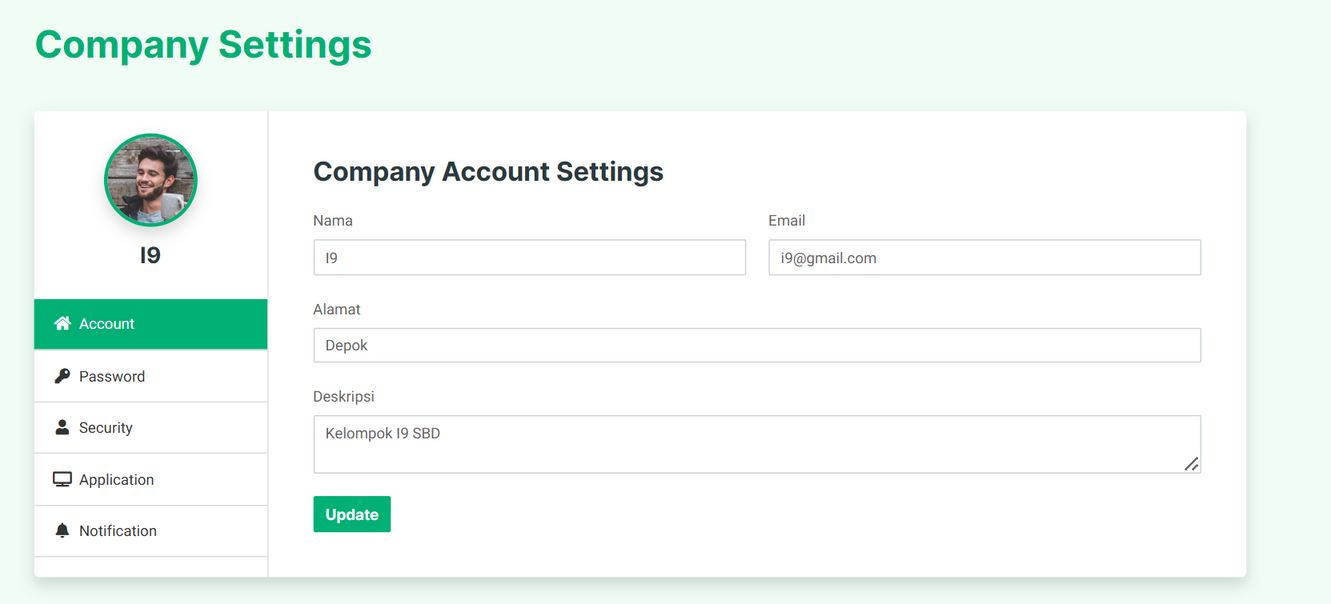 Company Settings
I9
Account
Password
Security
Application
Notification
Company Account Settings
Nama
Email
I9
i9@gmail.com
Alamat
Depok
Deskripsi
Kelompok I9 SBD
Update